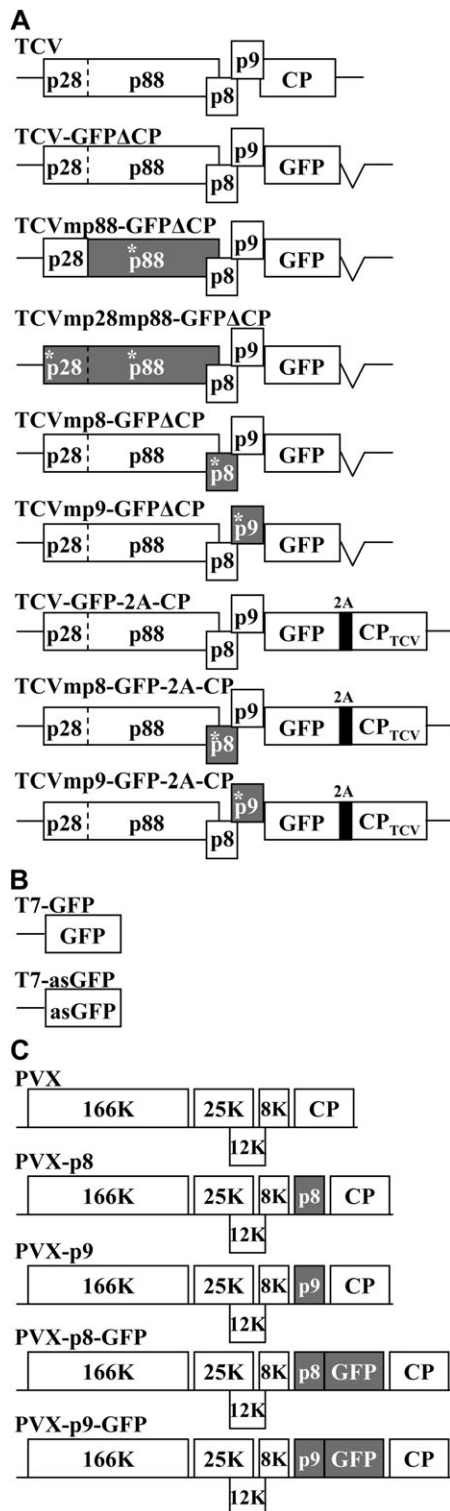 A
TCV
p28 p88 p8 p9 CP
TCV-GFPΔCP
p28 p88 p8 p9 GFP
TCVmp88-GFPΔCP
p28 *p88 p8 p9 GFP
TCVmp28mp88-GFPΔCP
*p28 *p88 p8 p9 GFP
TCVmp8-GFPΔCP
p28 p88 *p8 p9 GFP
TCVmp9-GFPΔCP
p28 p88 p8 *p9 GFP
TCV-GFP-2A-CP
2A
p28 p88 p8 p9 GFP CPTCV
TCVmp8-GFP-2A-CP
2A
p28 p88 *p8 p9 GFP CPTCV
TCVmp9-GFP-2A-CP
2A
p28 p88 p8 *p9 GFP CPTCV
B
T7-GFP
GFP
T7-asGFP
asGFP
C
PVX
166K 25K 8K CP
12K
PVX-p8
166K 25K 8K p8 CP
12K
PVX-p9
166K 25K 8K p9 CP
12K
PVX-p8-GFP
166K 25K 8K p8 GFP CP
12K
PVX-p9-GFP
166K 25K 8K p9 GFP CP
12K